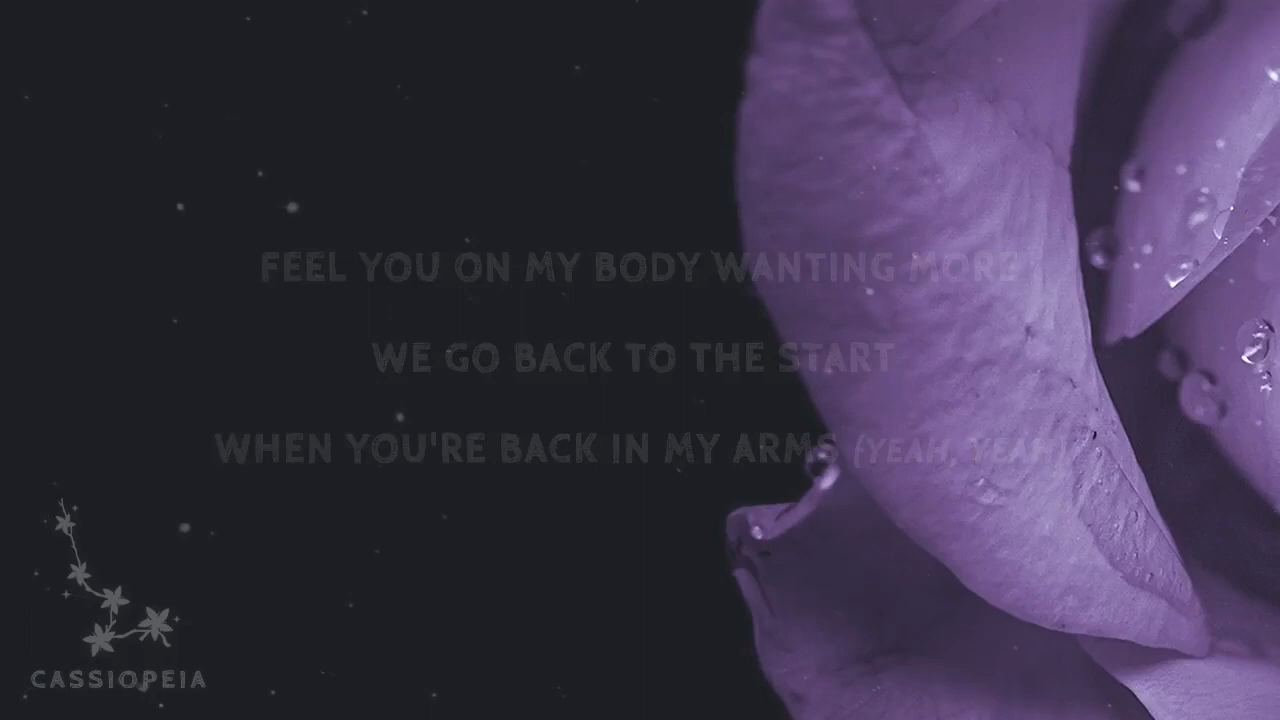 FEEL YOU ON MY BODY WANTING MORE
WE GO BACK TO THE START
WHEN YOU'RE BACK IN MY ARMS (YEAH, YEAH)
CASSIOPEIA